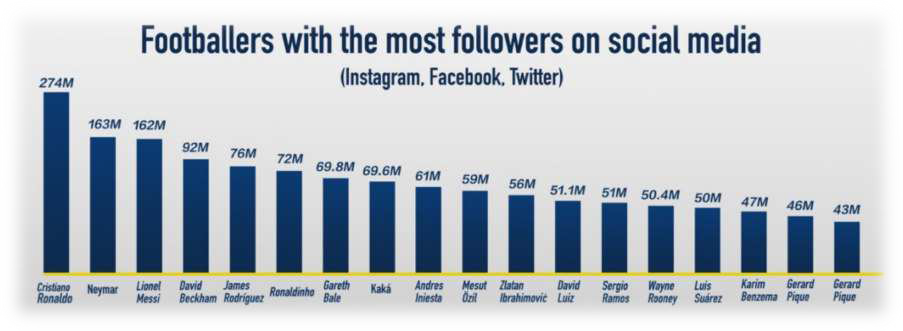 Footballers with the most followers on social media
(Instagram, Facebook, Twitter)
274M
163M
162M
92M
76M
72M
69.8M
69.6M
61M
59M
56M
51.1M
51M
50.4M
50M
47M
46M
43M
Cristiano
Ronaldo
Neymar
Lionel
Messi
David
Beckham
James
Rodriguez
Ronaldinho
Gareth
Bale
Kaká
Andres
Iniesta
Mesut
Özil
Zlatan
Ibrahimović
David
Luiz
Sergio
Ramos
Wayne
Rooney
Luis
Suárez
Karim
Benzema
Gerard
Pique
Gerard
Pique